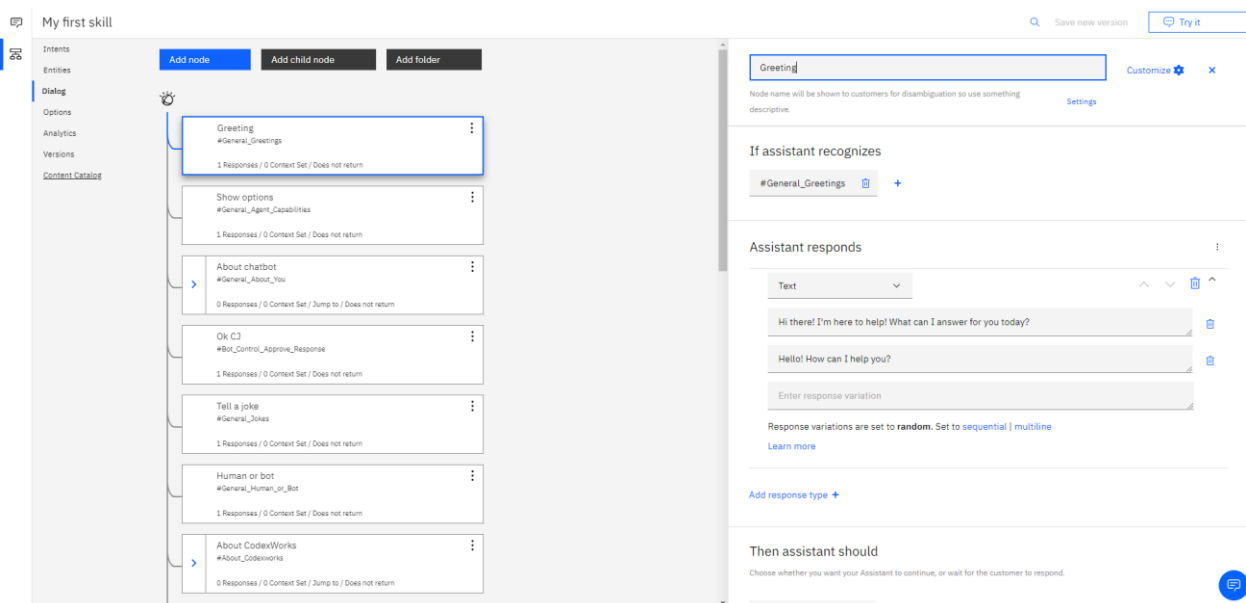 My first skill
Save new version
Try it
Intents
Entities
Dialog
Options
Analytics
Versions
Content Catalog
Add node
Add child node
Add folder
Greeting
#General_Greetings
1 Responses / 0 Context Set / Does not return
Show options
#General_Agent_Capabilities
1 Responses / 0 Context Set / Does not return
About chatbot
#General_About_You
0 Responses / 0 Context Set / Jump to / Does not return
Ok CJ
#Bot_Control_Approve_Response
1 Responses / 0 Context Set / Does not return
Tell a joke
#General_Jokes
1 Responses / 0 Context Set / Does not return
Human or bot
#General_Human_or_Bot
1 Responses / 0 Context Set / Does not return
About CodexWorks
#About_Codexworks
0 Responses / 0 Context Set / Jump to / Does not return
Greeting
Customize
Node name will be shown to customers for disambiguation so use something
descriptive.
Settings
If assistant recognizes
#General_Greetings
Assistant responds
Text
Hi there! I'm here to help! What can I answer for you today?
Hello! How can I help you?
Enter response variation
Response variations are set to random. Set to sequential | multiline
Learn more
Add response type +
Then assistant should
Choose whether you want your Assistant to continue, or wait for the customer to respond.